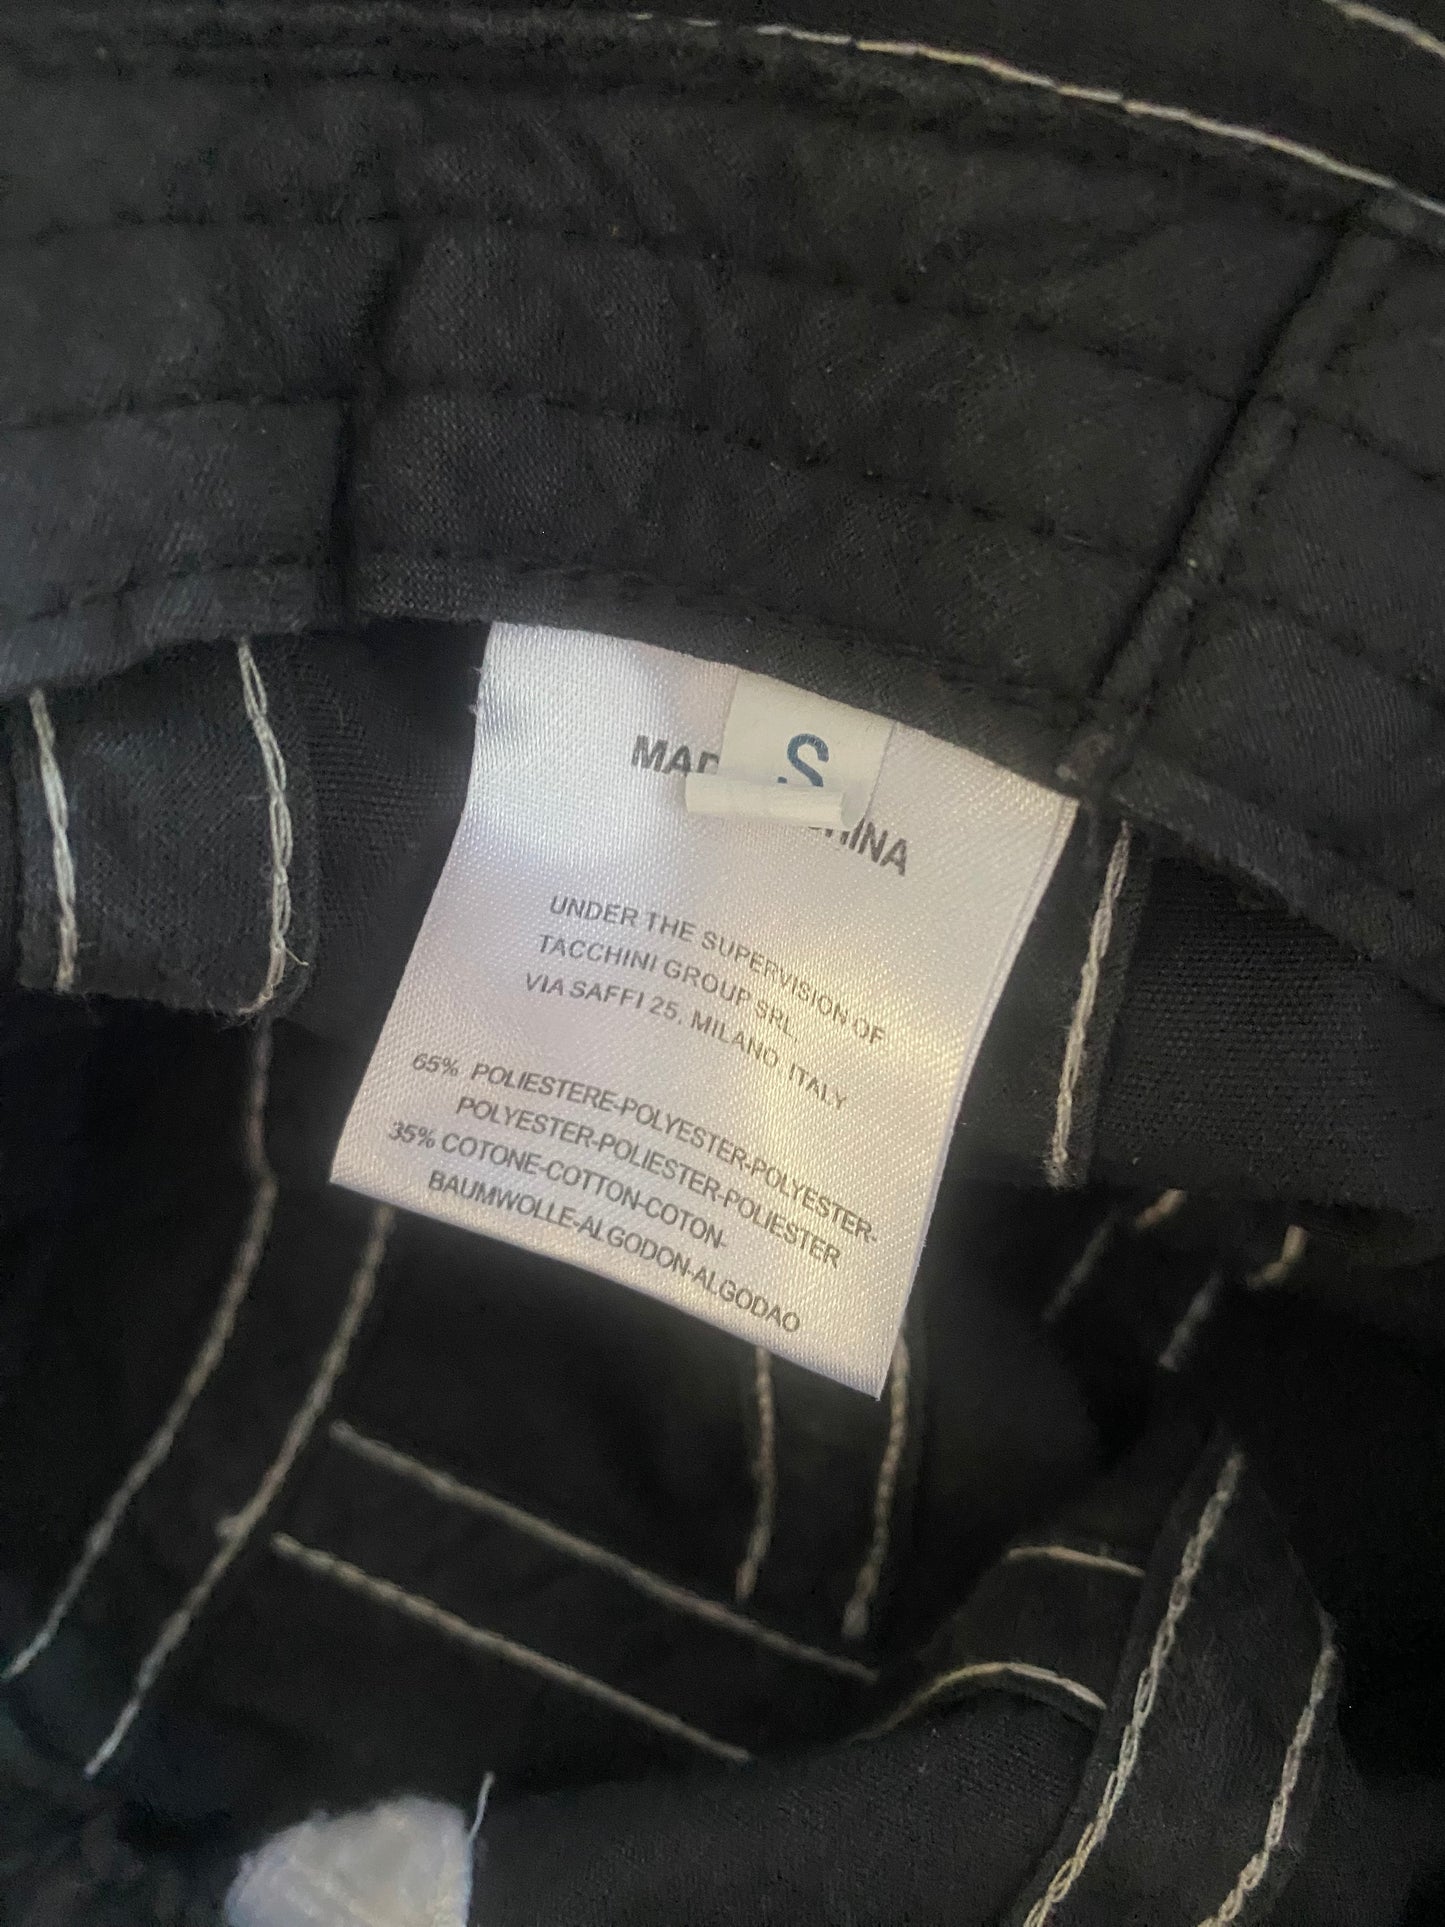 S
MAD
HINA
UNDER THE SUPERVISION OF
TACCHINI GROUP SRL
VIA SAFFI 25, MILANO, ITALY
65% POLIESTERE-POLYESTER-POLYESTER-
POLYESTER-POLIESTER-POLIESTER
35% COTONE-COTTON-COTON-
BAUMWOLLE-ALGODON-ALGODAO